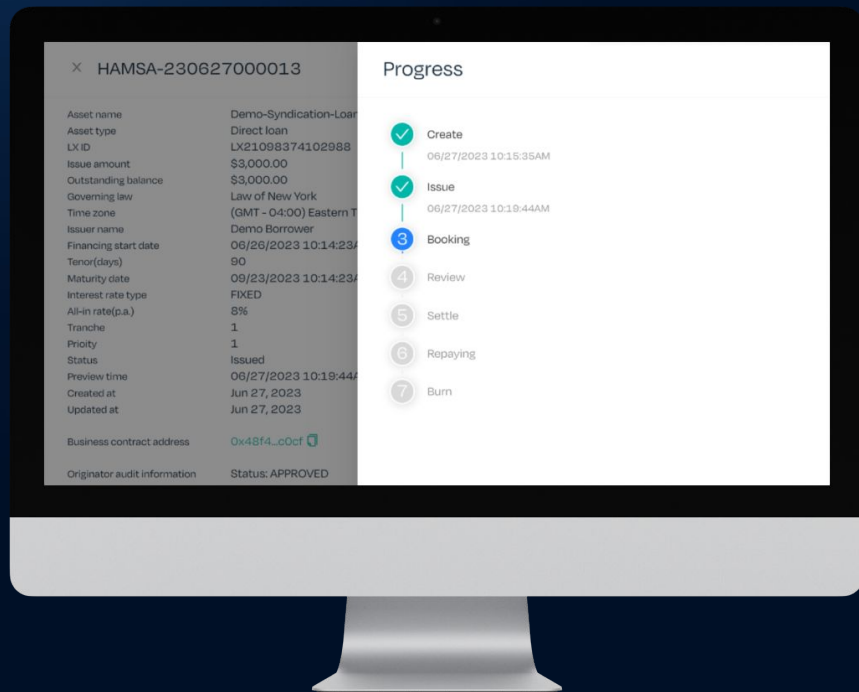 × HAMSA-230627000013
Asset name Demo-Syndication-Loan
Asset type Direct loan
LX ID LX21098374102988
Issue amount $3,000.00
Outstanding balance $3,000.00
Governing law Law of New York
Time zone (GMT - 04:00) Eastern T
Issuer name Demo Borrower
Financing start date 06/26/2023 10:14:23A
Tenor(days) 90
Maturity date 09/23/2023 10:14:23A
Interest rate type FIXED
All-in rate(p.a.) 8%
Tranche 1
Prioity 1
Status Issued
Preview time 06/27/2023 10:19:44A
Created at Jun 27, 2023
Updated at Jun 27, 2023
Business contract address 0x48f4...c0cf
Originator audit information Status: APPROVED
Progress
Create
06/27/2023 10:15:35AM
Issue
06/27/2023 10:19:44AM
3 Booking
4 Review
5 Settle
6 Repaying
7 Burn